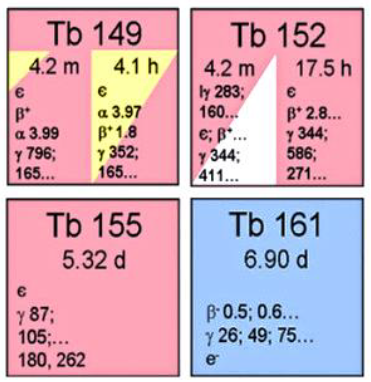 Tb 149
4.2 m
ϵ
β⁺
α 3.99
γ 796;
165...
4.1 h
ϵ
α 3.97
β⁺ 1.8
γ 352;
165...
Tb 152
4.2 m
Iγ 283;
160...
ϵ; β⁺...
γ 344;
411...
17.5 h
ϵ
β⁺ 2.8...
γ 344;
586;
271...
Tb 155
5.32 d
ϵ
γ 87;
105;...
180, 262
Tb 161
6.90 d
β⁻ 0.5; 0.6...
γ 26; 49; 75...
e⁻